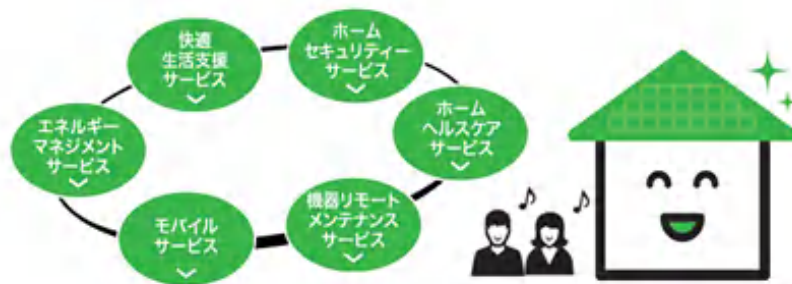 快適
生活支援
サービス
ホーム
セキュリティー
サービス
ホーム
ヘルスケア
サービス
機器リモート
メンテナンス
サービス
モバイル
サービス
エネルギー
マネジメント
サービス